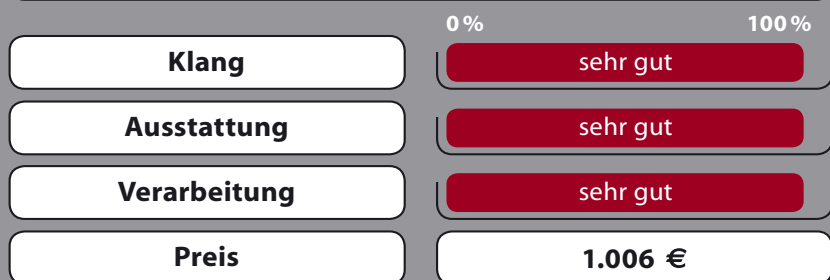 0 % 100 %
Klang sehr gut
Ausstattung sehr gut
Verarbeitung sehr gut
Preis 1.006 €